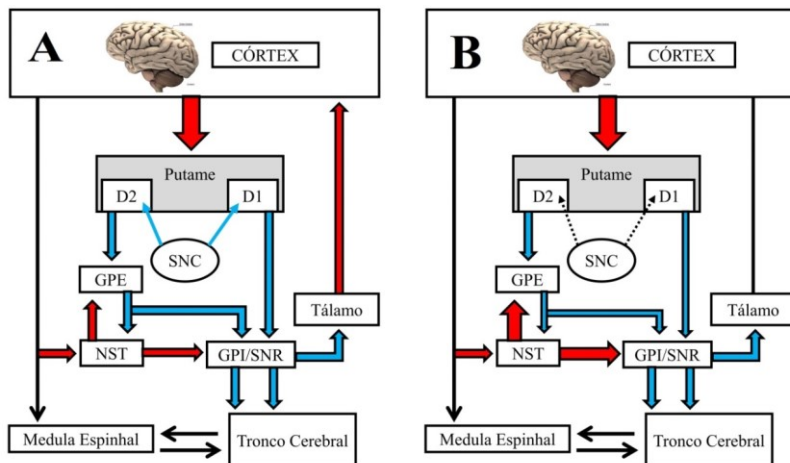 A
CÓRTEX
Putame
D2
D1
SNC
GPE
Tálamo
NST
GPI/SNR
Medula Espinhal
Tronco Cerebral
B
CÓRTEX
Putame
D2
D1
SNC
GPE
Tálamo
NST
GPI/SNR
Medula Espinhal
Tronco Cerebral